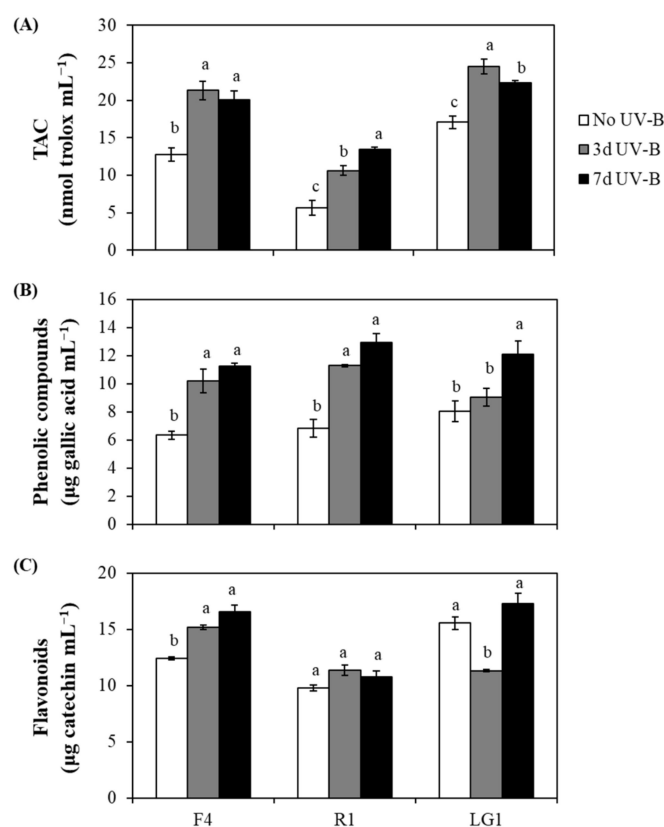 (A)
TAC
(nmol trolox mL⁻¹)
30
25
20
15
10
5
0
b
a
a
c
b
a
c
a
b
No UV-B
3d UV-B
7d UV-B
(B)
Phenolic compounds
(µg gallic acid mL⁻¹)
16
14
12
10
8
6
4
2
0
b
a
a
b
a
a
b
b
a
(C)
Flavonoids
(µg catechin mL⁻¹)
20
15
10
5
0
b
a
a
a
a
a
a
b
a
F4
R1
LG1